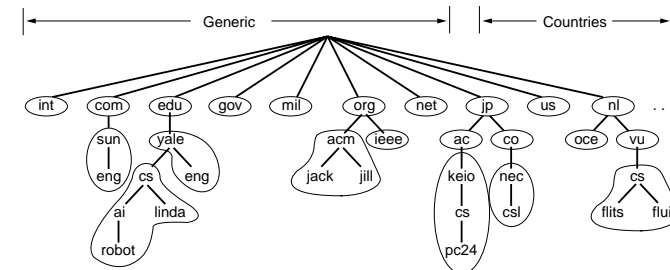 Generic Countries
int com edu gov mil org net jp us nl . .
sun yale acm ieee ac co oce vu
eng cs eng jack jill keio nec cs
ai linda cs csl flits flui
robot pc24